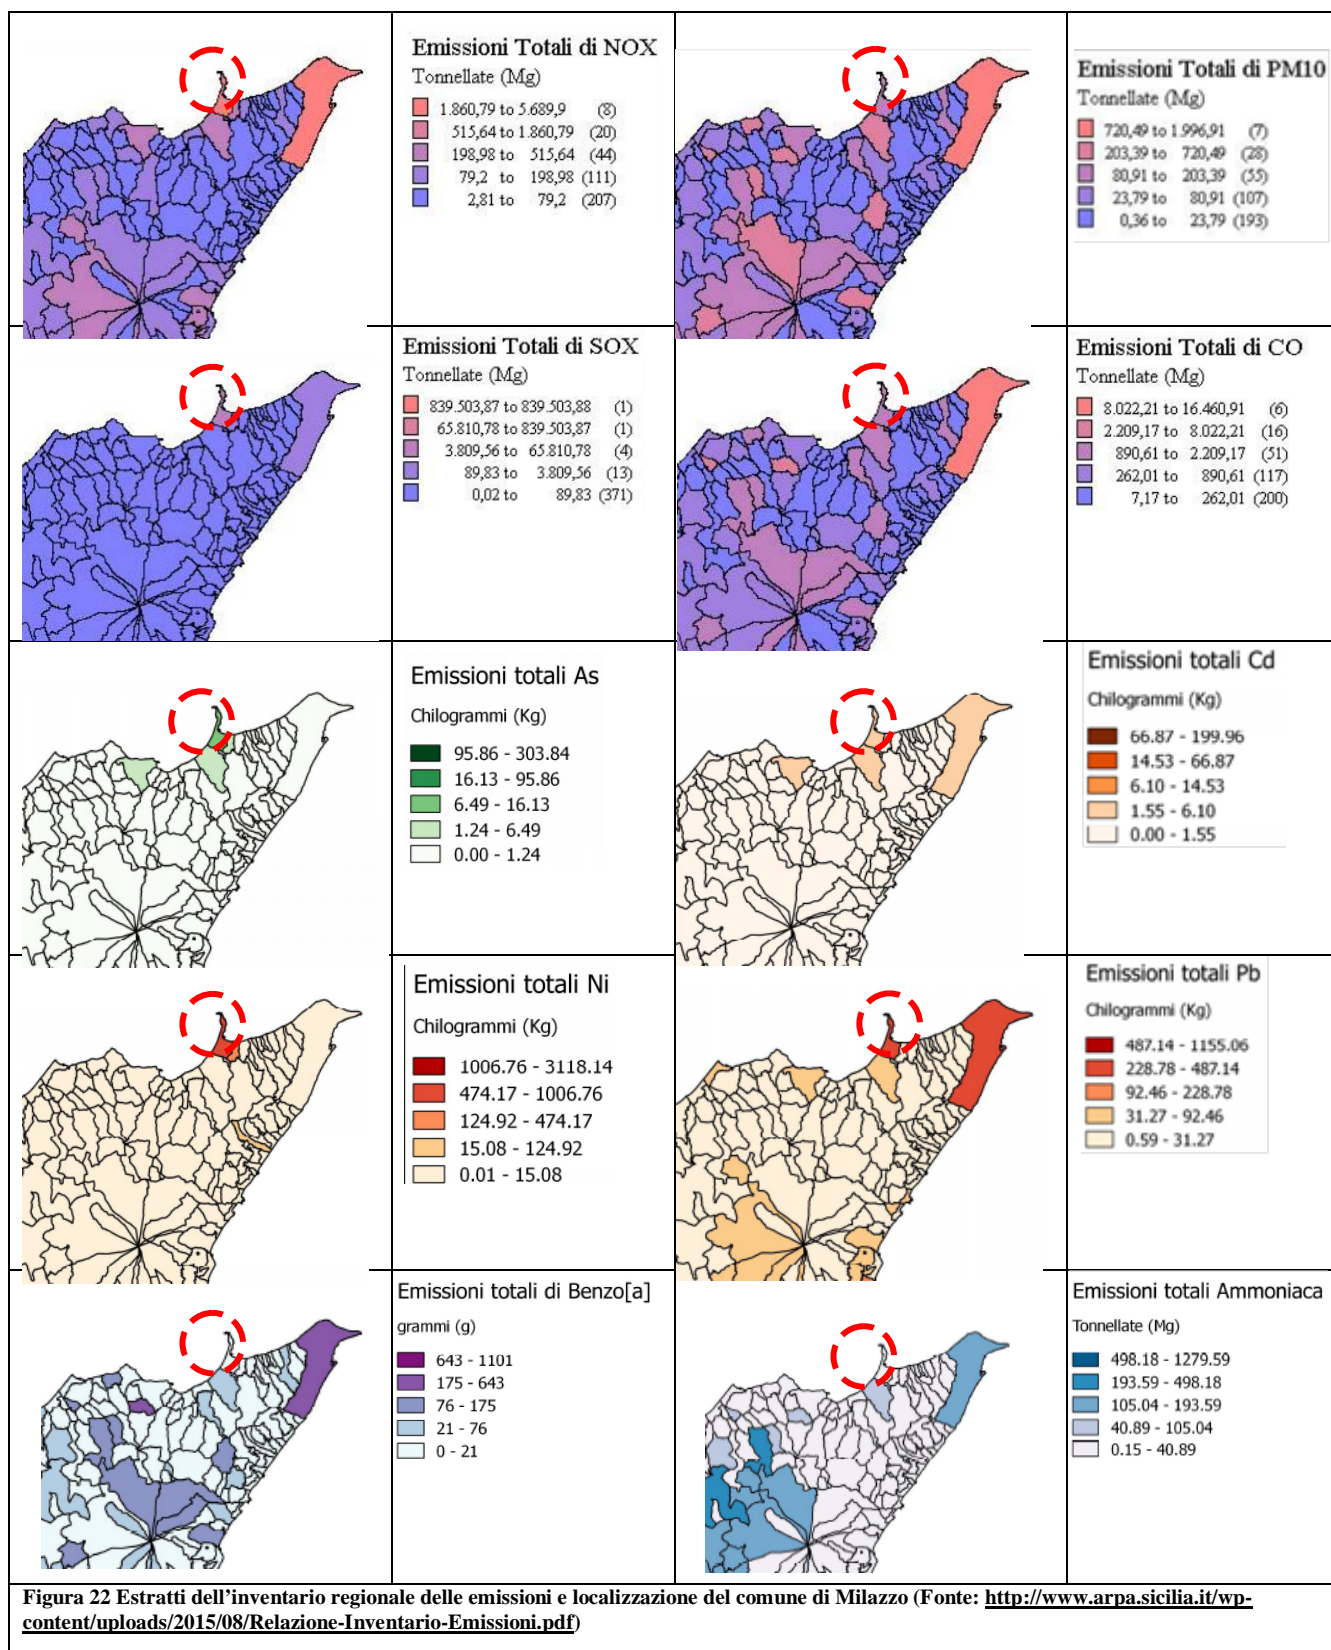 Emissioni Totali di NOX
Tonnellate (Mg)
1.860,79 to 5.689,9 (8)
515,64 to 1.860,79 (20)
198,98 to 515,64 (44)
79,2 to 198,98 (111)
2,81 to 79,2 (207)
Emissioni Totali di PM10
Tonnellate (Mg)
720,49 to 1.996,91 (7)
203,39 to 720,49 (28)
80,91 to 203,39 (55)
23,79 to 80,91 (107)
0,36 to 23,79 (193)
Emissioni Totali di SOX
Tonnellate (Mg)
839.503,87 to 839.503,88 (1)
65.810,78 to 839.503,87 (1)
3.809,56 to 65.810,78 (4)
89,83 to 3.809,56 (13)
0,02 to 89,83 (371)
Emissioni Totali di CO
Tonnellate (Mg)
8.022,21 to 16.460,91 (6)
2.209,17 to 8.022,21 (16)
890,61 to 2.209,17 (51)
262,01 to 890,61 (117)
7,17 to 262,01 (200)
Emissioni totali As
Chilogrammi (Kg)
95.86 - 303.84
16.13 - 95.86
6.49 - 16.13
1.24 - 6.49
0.00 - 1.24
Emissioni totali Cd
Chilogrammi (Kg)
66.87 - 199.96
14.53 - 66.87
6.10 - 14.53
1.55 - 6.10
0.00 - 1.55
Emissioni totali Ni
Chilogrammi (Kg)
1006.76 - 3118.14
474.17 - 1006.76
124.92 - 474.17
15.08 - 124.92
0.01 - 15.08
Emissioni totali Pb
Chilogrammi (Kg)
487.14 - 1155.06
228.78 - 487.14
92.46 - 228.78
31.27 - 92.46
0.59 - 31.27
Emissioni totali di Benzo[a]
grammi (g)
643 - 1101
175 - 643
76 - 175
21 - 76
0 - 21
Emissioni totali Ammoniaca
Tonnellate (Mg)
498.18 - 1279.59
193.59 - 498.18
105.04 - 193.59
40.89 - 105.04
0.15 - 40.89
Figura 22 Estratti dell'inventario regionale delle emissioni e localizzazione del comune di Milazzo (Fonte: http://www.arpa.sicilia.it/wp-
content/uploads/2015/08/Relazione-Inventario-Emissioni.pdf)